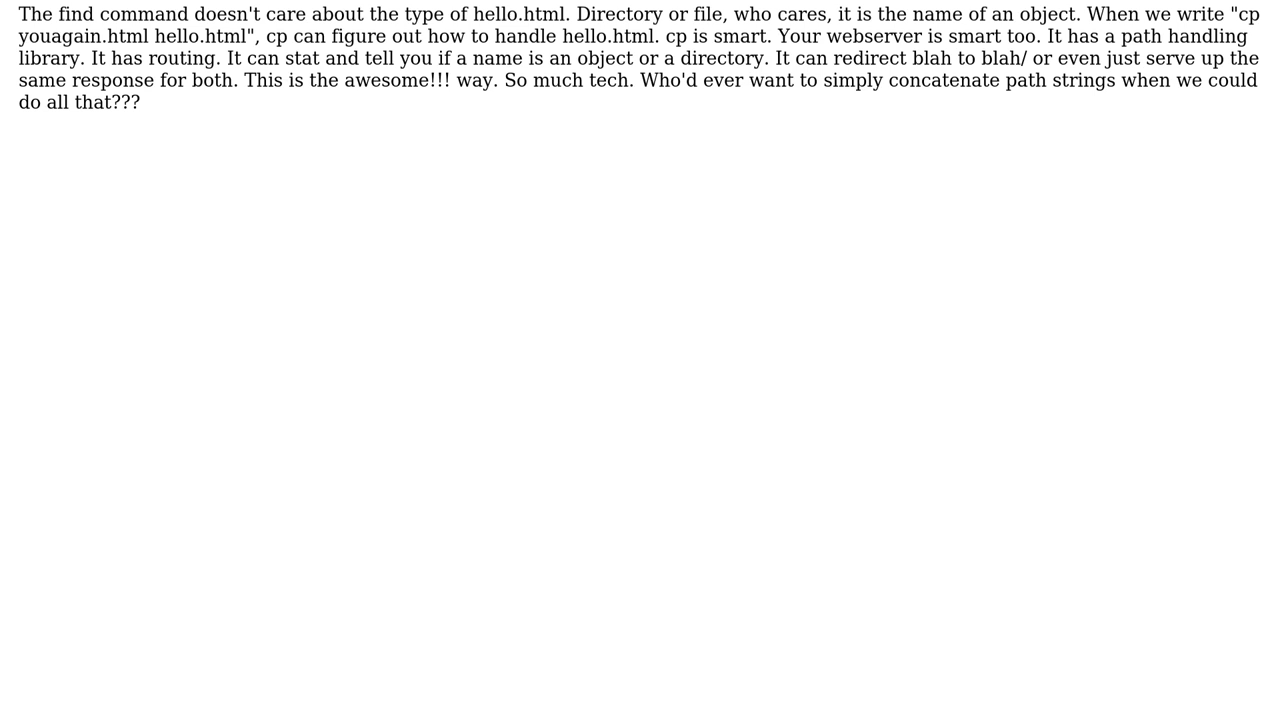 The find command doesn't care about the type of hello.html. Directory or file, who cares, it is the name of an object. When we write "cp
youagain.html hello.html", cp can figure out how to handle hello.html. cp is smart. Your webserver is smart too. It has a path handling
library. It has routing. It can stat and tell you if a name is an object or a directory. It can redirect blah to blah/ or even just serve up the
same response for both. This is the awesome!!! way. So much tech. Who'd ever want to simply concatenate path strings when we could
do all that???